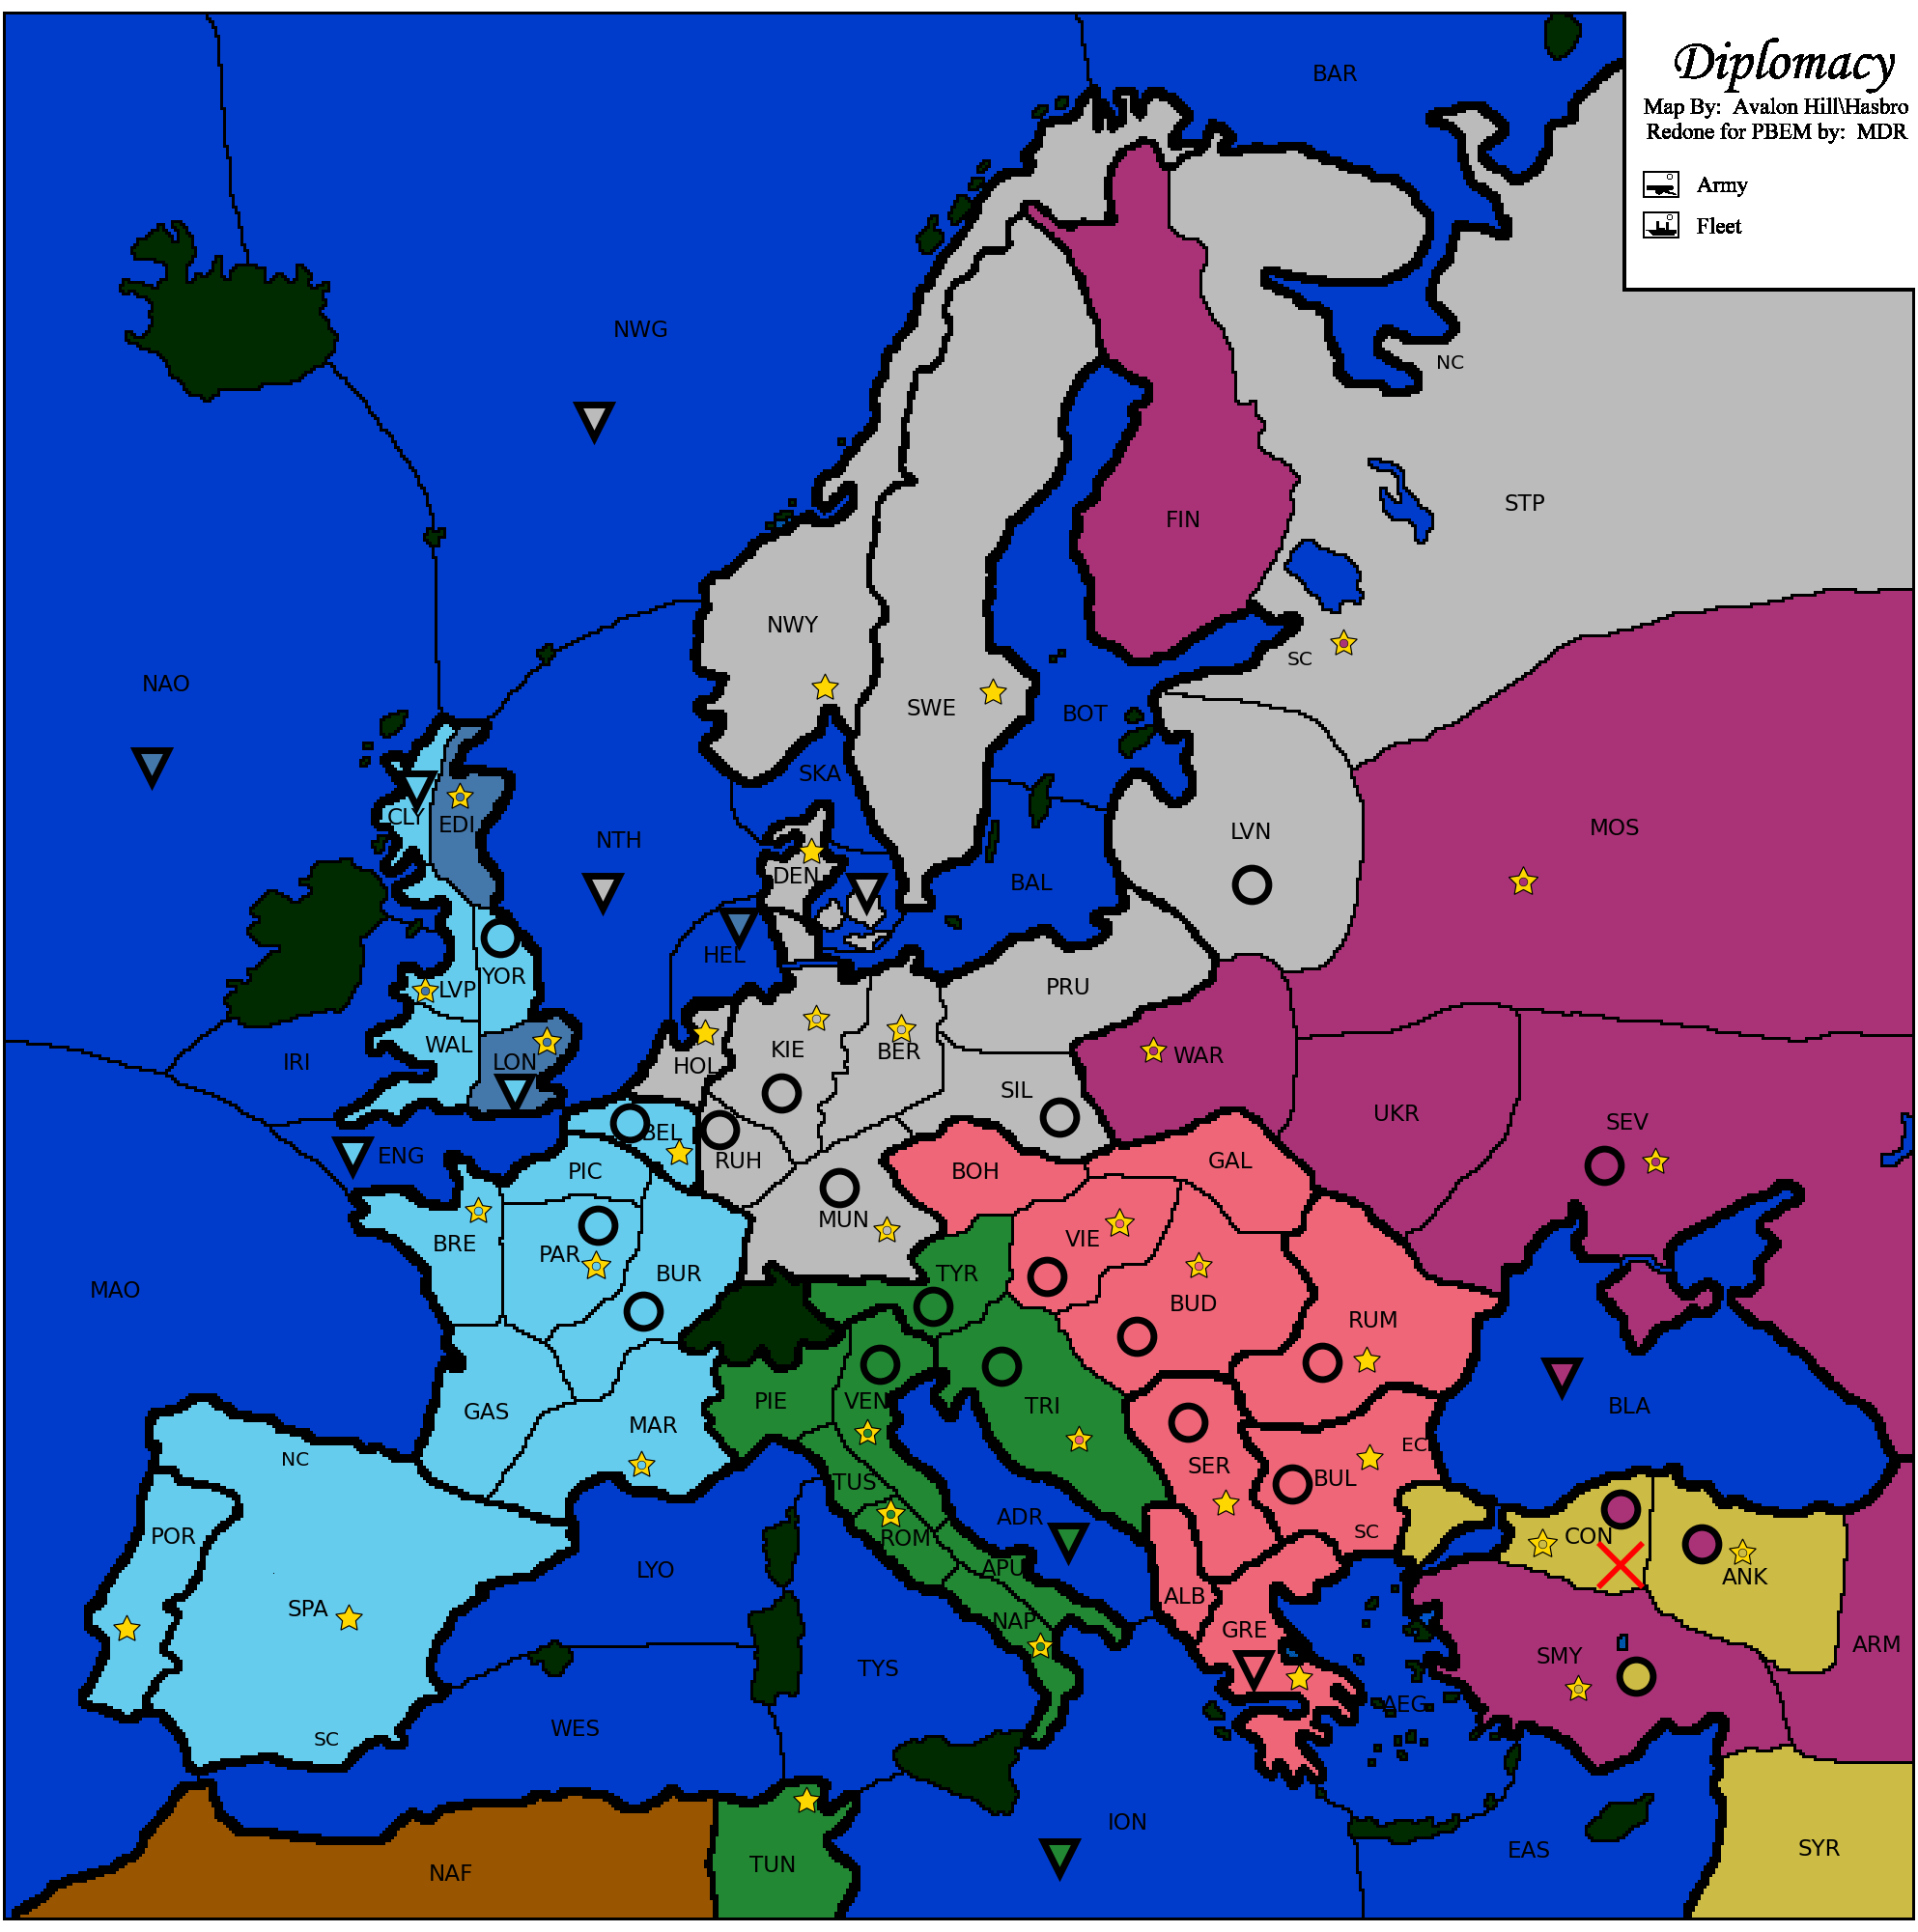 Diplomacy
Map By: Avalon Hill\Hasbro
Redone for PBEM by: MDR
Army
Fleet
BAR
NWG
NC
STP
FIN
NWY
SC
NAO
SWE
BOT
SKA
CLY
EDI
NTH
LVN
MOS
DEN
BAL
HEL
YOR
LVP
PRU
WAL
IRI
LON
HOL
KIE
BER
WAR
SIL
UKR
SEV
BEL
ENG
PIC
RUH
BOH
GAL
MUN
BRE
PAR
VIE
BUR
TYR
MAO
BUD
RUM
PIE
VEN
TRI
BLA
GAS
MAR
NC
EC
SER
BUL
TUS
POR
ADR
SC
CON
ROM
LYO
APU
ANK
ALB
SPA
NAP
GRE
ARM
SMY
TYS
AEG
WES
SC
ION
EAS
SYR
TUN
NAF